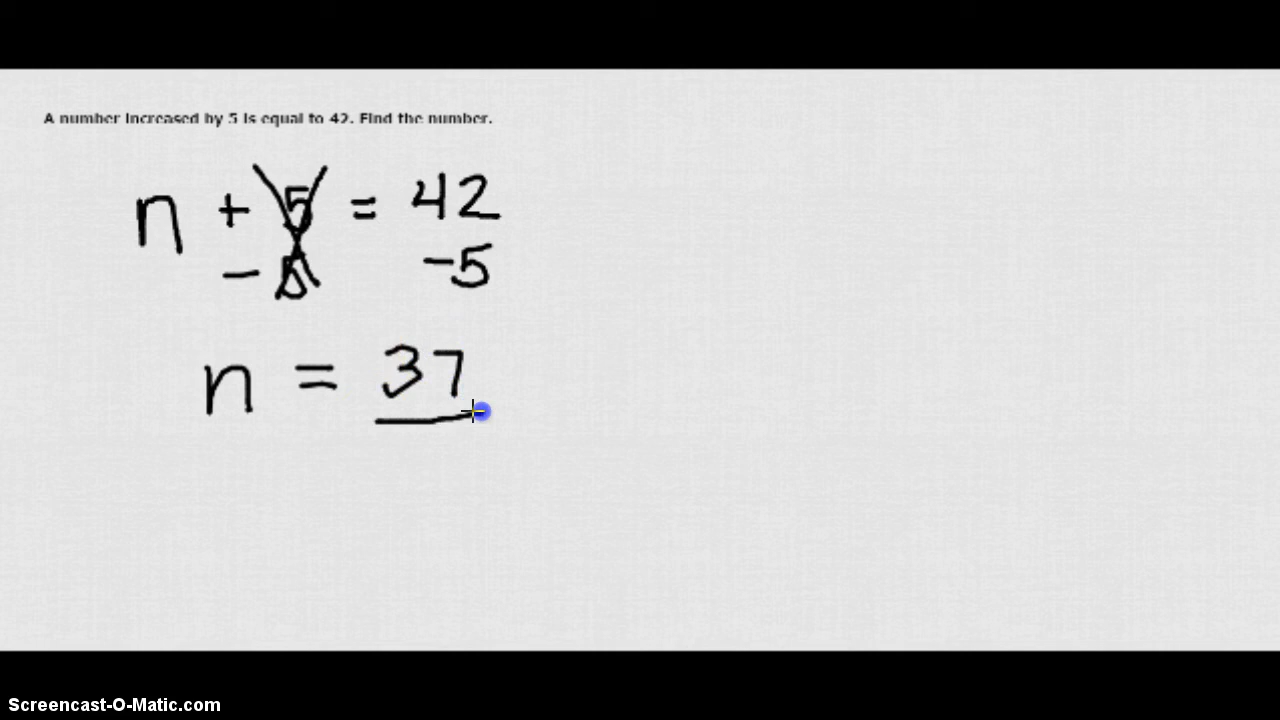 A number increased by 5 is equal to 42. Find the number.
n + 5 = 42
- 5 -5
n = 37
Screencast-O-Matic.com